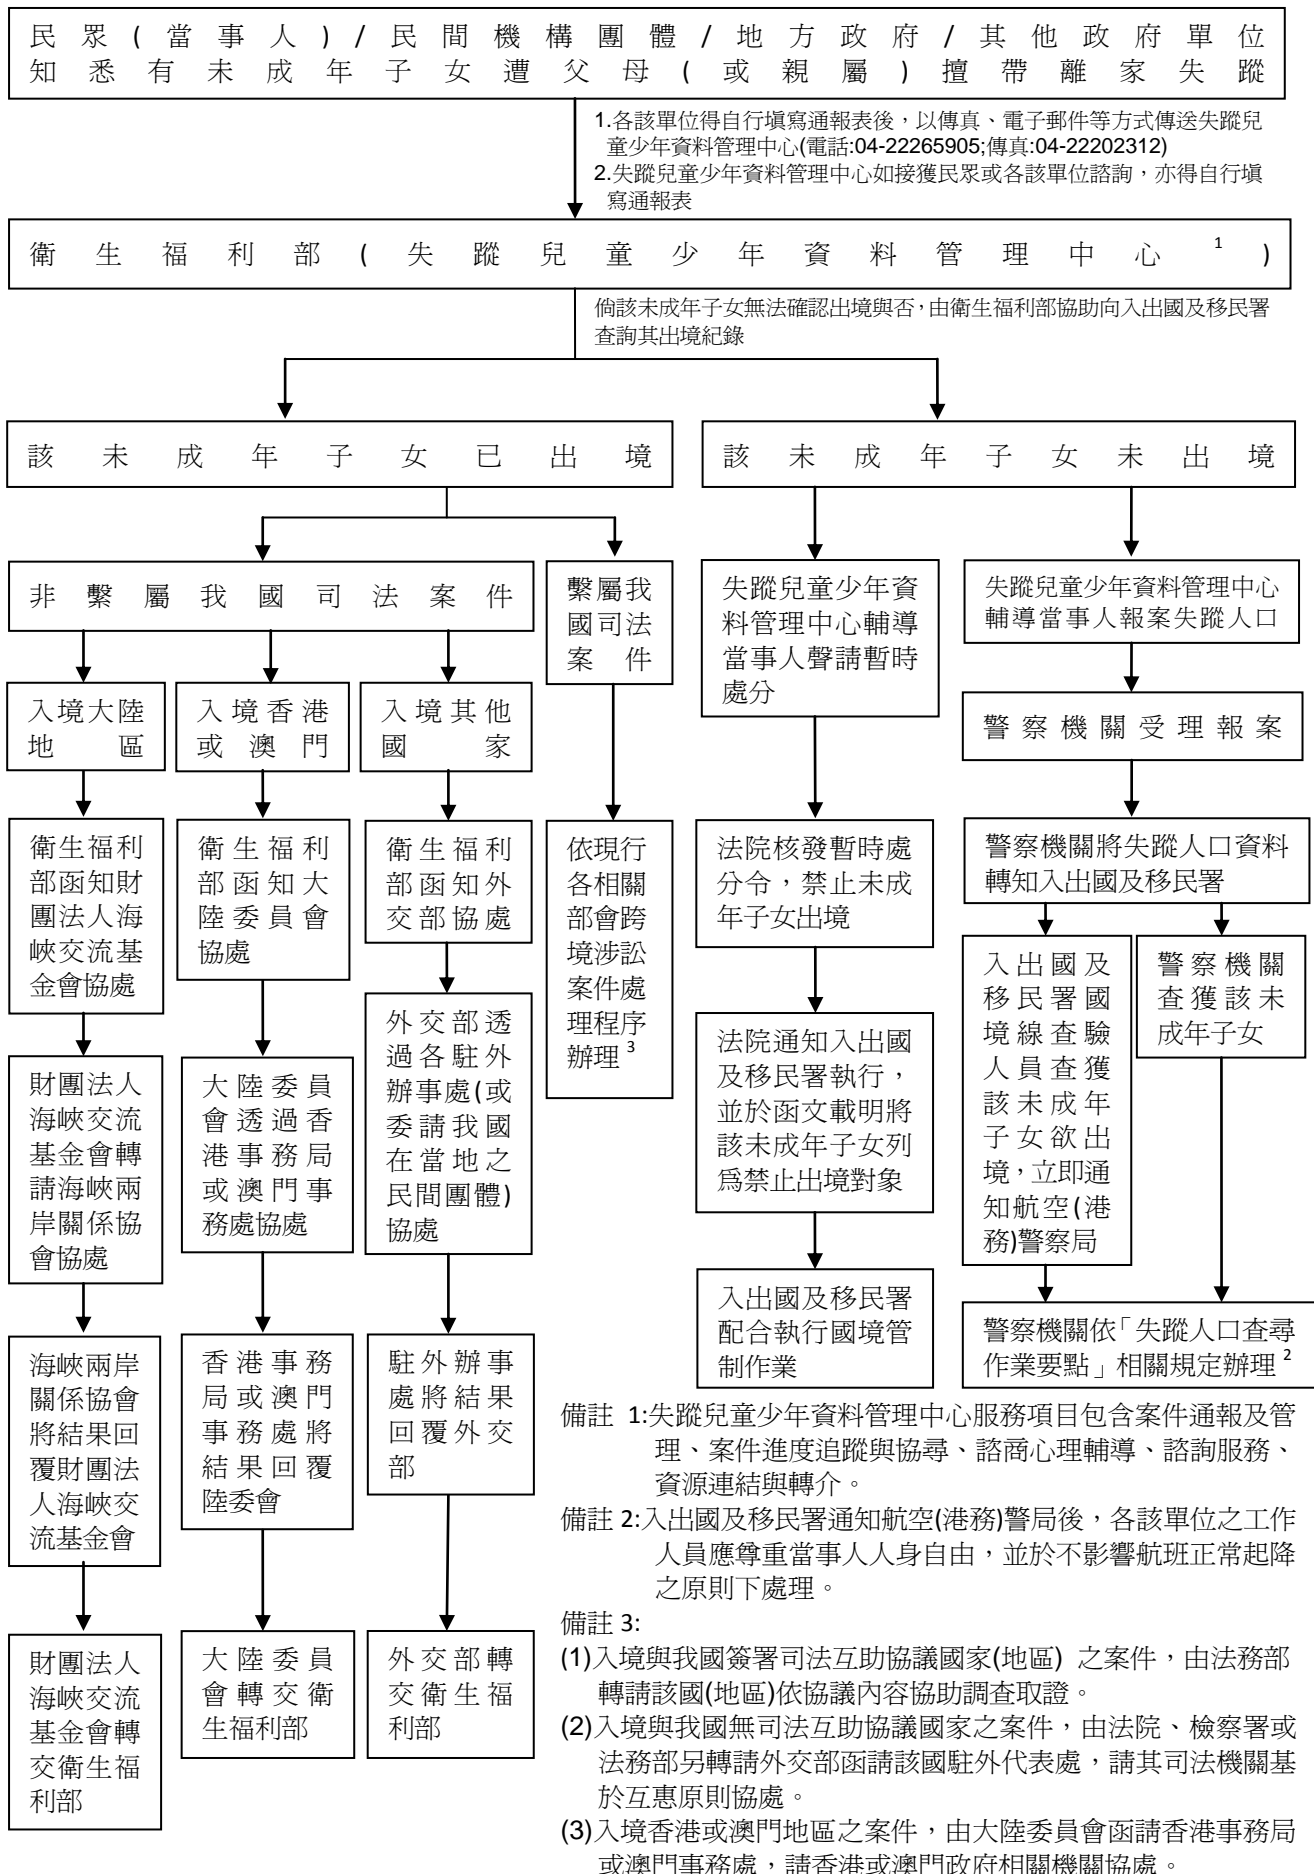 民眾(當事人)/民間機構團體/地方政府/其他政府單位
知悉有未成年子女遭父母(或親屬)擅帶離家失蹤
1.各該單位得自行填寫通報表後，以傳真、電子郵件等方式傳送失蹤兒
童少年資料管理中心(電話:04-22265905;傳真:04-22202312)
2.失蹤兒童少年資料管理中心如接獲民眾或各該單位諮詢，亦得自行填
寫通報表
衛生福利部(失蹤兒童少年資料管理中心1)
倘該未成年子女無法確認出境與否，由衛生福利部協助向入出國及移民署
查詢其出境紀錄
該未成年子女已出境
該未成年子女未出境
非繫屬我國司法案件
繫屬我
國司法
案件
失蹤兒童少年資
料管理中心輔導
當事人聲請暫時
處分
失蹤兒童少年資料管理中心
輔導當事人報案失蹤人口
入境大陸
地區
入境香港
或澳門
入境其他
國家
警察機關受理報案
衛生福利
部函知財
團法人海
峽交流基
金會協處
衛生福利
部函知大
陸委員會
協處
衛生福利
部函知外
交部協處
依現行
各相關
部會跨
境涉訟
案件處
理程序
辦理3
法院核發暫時處
分令，禁止未成
年子女出境
警察機關將失蹤人口資料
轉知入出國及移民署
入出國及
移民署國
境線查驗
人員查獲
該未成年
子女欲出
境，立即通
知航空(港
務)警察局
警察機關
查獲該未
成年子女
財團法人
海峽交流
基金會轉
請海峽兩
岸關係協
會協處
大陸委員
會透過香
港事務局
或澳門事
務處協處
外交部透
過各駐外
辦事處(或
委請我國
在當地之
民間團體)
協處
法院通知入出國
及移民署執行，
並於函文載明將
該未成年子女列
為禁止出境對象
入出國及移民署
配合執行國境管
制作業
警察機關依「失蹤人口查尋
作業要點」相關規定辦理2
海峽兩岸
關係協會
將結果回
覆財團法
人海峽交
流基金會
香港事務
局或澳門
事務處將
結果回覆
陸委會
駐外辦事
處將結果
回覆外交
部
財團法人
海峽交流
基金會轉
交衛生福
利部
大陸委員
會轉交衛
生福利部
外交部轉
交衛生福
利部
備註 1:失蹤兒童少年資料管理中心服務項目包含案件通報及管
理、案件進度追蹤與協尋、諮商心理輔導、諮詢服務、
資源連結與轉介。
備註 2:入出國及移民署通知航空(港務)警局後，各該單位之工作
人員應尊重當事人人身自由，並於不影響航班正常起降
之原則下處理。
備註 3:
(1)入境與我國簽署司法互助協議國家(地區) 之案件，由法務部
轉請該國(地區)依協議內容協助調查取證。
(2)入境與我國無司法互助協議國家之案件，由法院、檢察署或
法務部另轉請外交部函請該國駐外代表處，請其司法機關基
於互惠原則協處。
(3)入境香港或澳門地區之案件，由大陸委員會函請香港事務局
或澳門事務處，請香港或澳門政府相關機關協處。